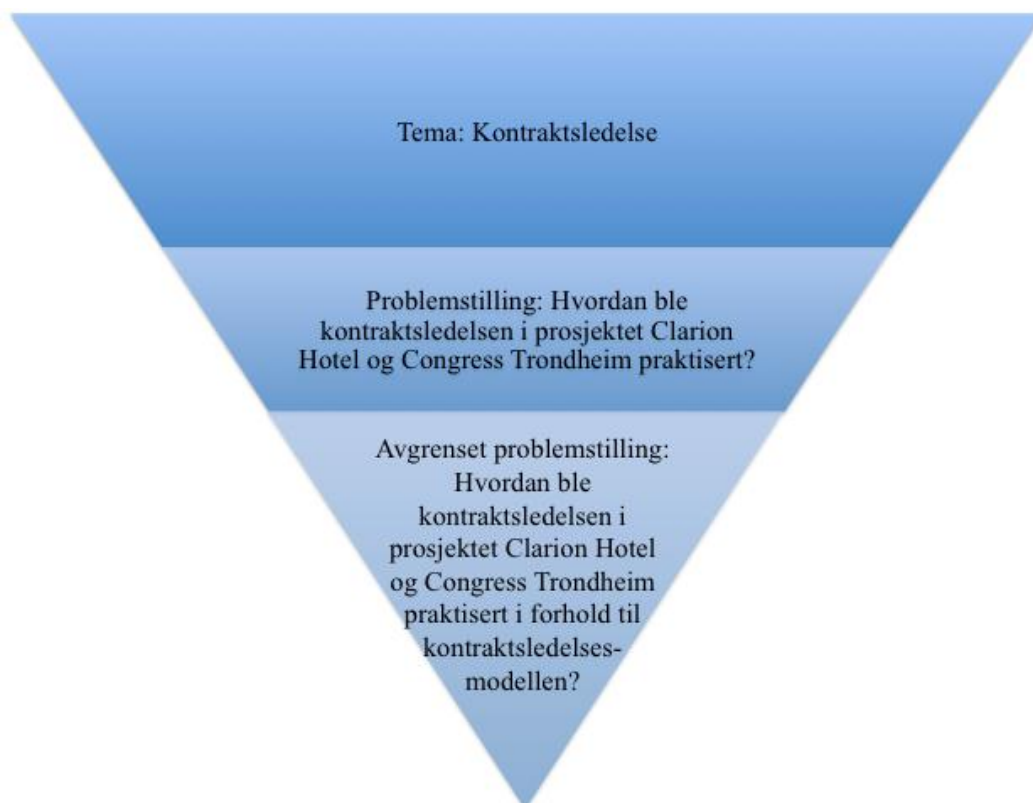 Tema: Kontraktsledelse
Problemstilling: Hvordan ble
kontraktsledelsen i prosjektet Clarion
Hotel og Congress Trondheim praktisert?
Avgrenset problemstilling:
Hvordan ble
kontraktsledelsen i
prosjektet Clarion Hotel
og Congress Trondheim
praktisert i forhold til
kontraktsledelses-
modellen?